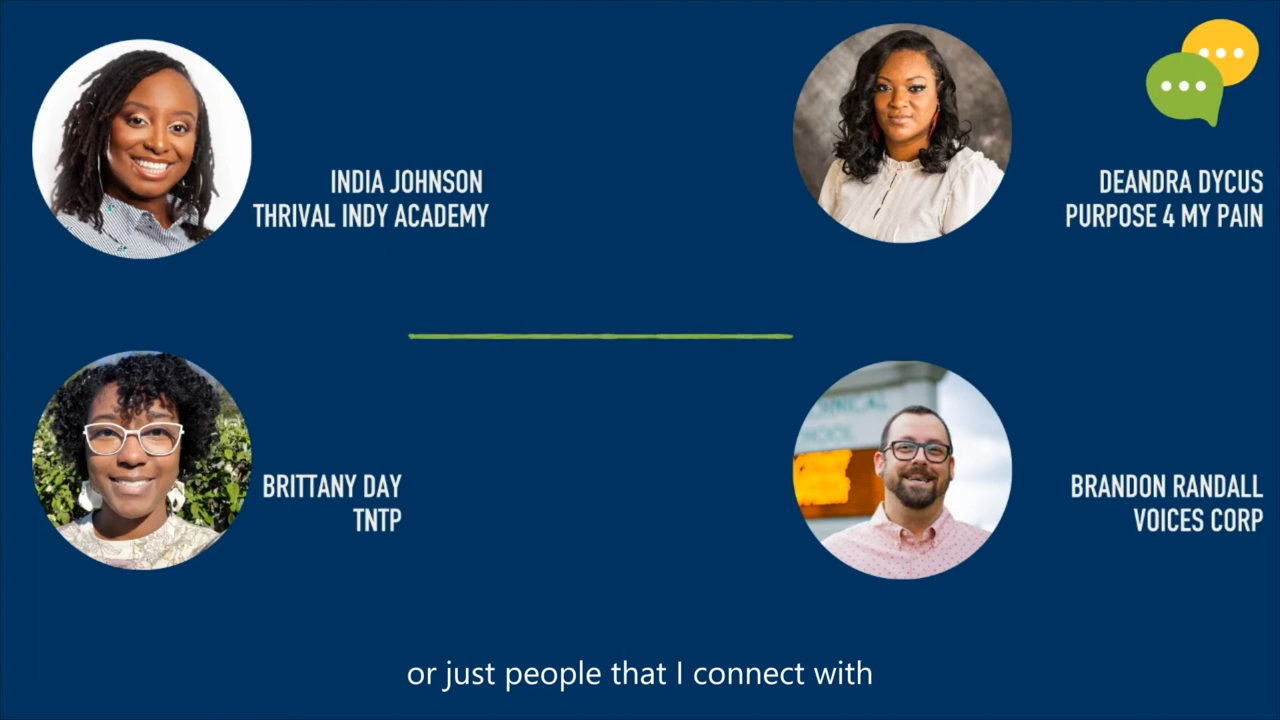 INDIA JOHNSON
THRIVAL INDY ACADEMY
DEANDRA DYCUS
PURPOSE 4 MY PAIN
BRITTANY DAY
TNTP
BRANDON RANDALL
VOICES CORP
or just people that I connect with